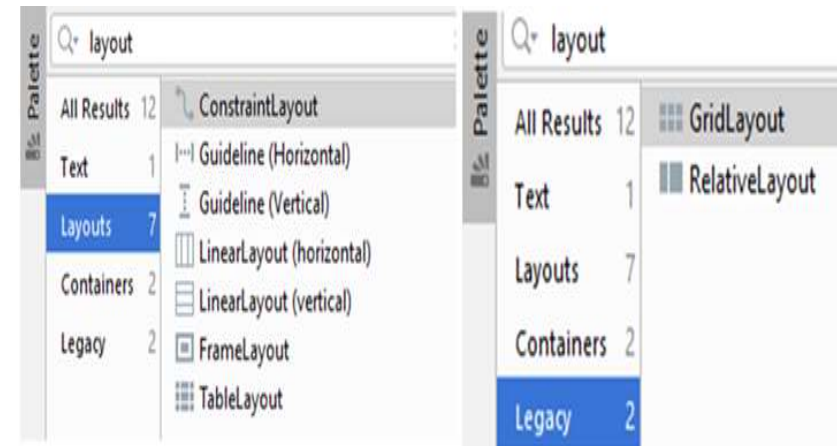 Palette
layout
All Results 12
Text 1
Layouts 7
Containers 2
Legacy 2
ConstraintLayout
Guideline (Horizontal)
Guideline (Vertical)
LinearLayout (horizontal)
LinearLayout (vertical)
FrameLayout
TableLayout
Palette
layout
All Results 12
Text 1
Layouts 7
Containers 2
Legacy 2
GridLayout
RelativeLayout